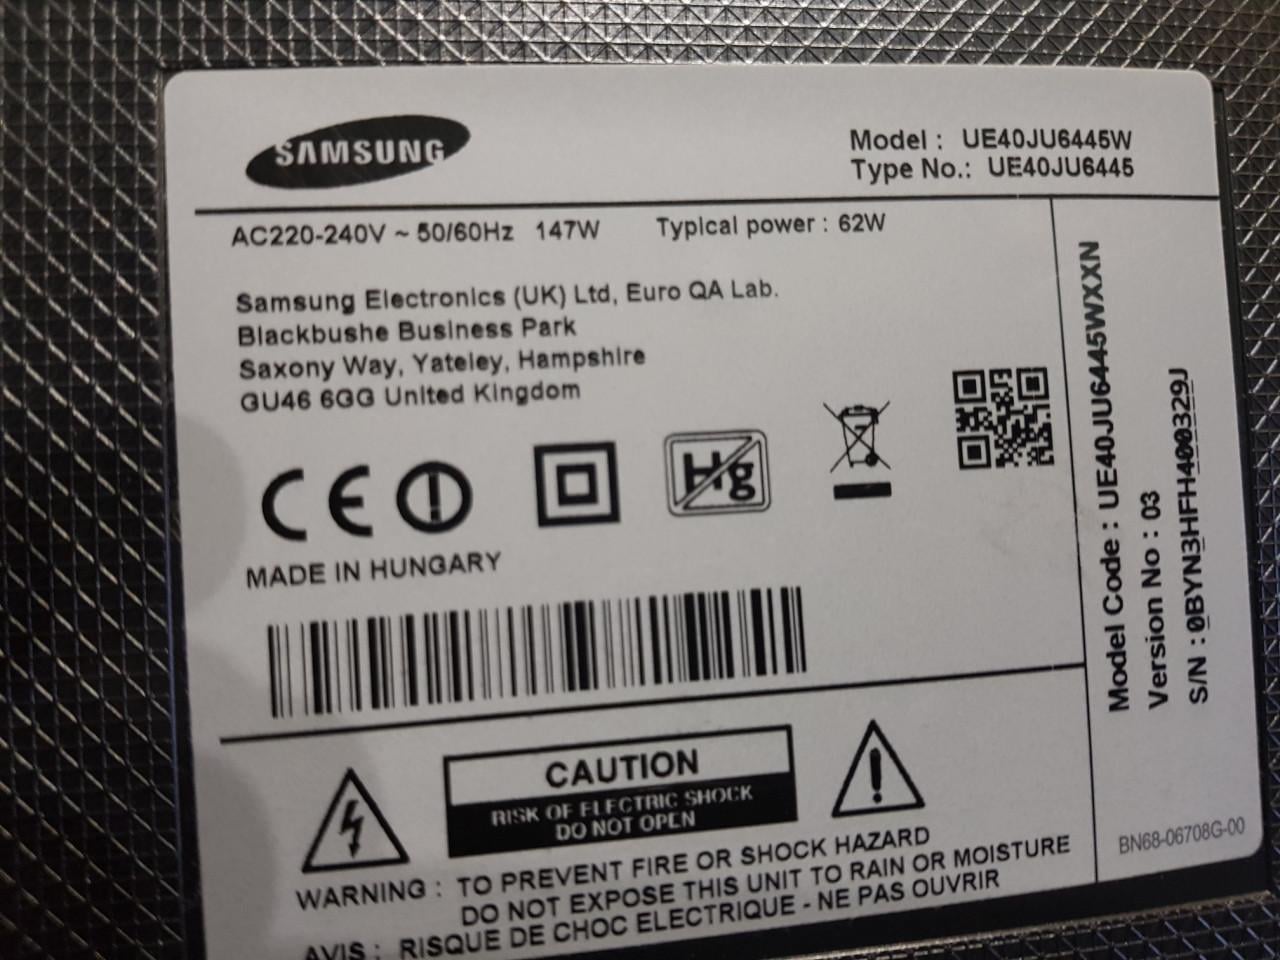 SAMSUNG
Model : UE40JU6445W
Type No.: UE40JU6445
AC220-240V ~ 50/60Hz 147W Typical power : 62W
Samsung Electronics (UK) Ltd, Euro QA Lab.
Blackbushe Business Park
Saxony Way, Yateley, Hampshire
GU46 6GG United Kingdom
CE
Hg
MADE IN HUNGARY
Model Code : UE40JU6445WXXN
Version No : 03
S/N : 0BYN3HFH400329J
CAUTION
RISK OF ELECTRIC SHOCK
DO NOT OPEN
WARNING : TO PREVENT FIRE OR SHOCK HAZARD
DO NOT EXPOSE THIS UNIT TO RAIN OR MOISTURE
AVIS : RISQUE DE CHOC ELECTRIQUE - NE PAS OUVRIR
BN68-06708G-00